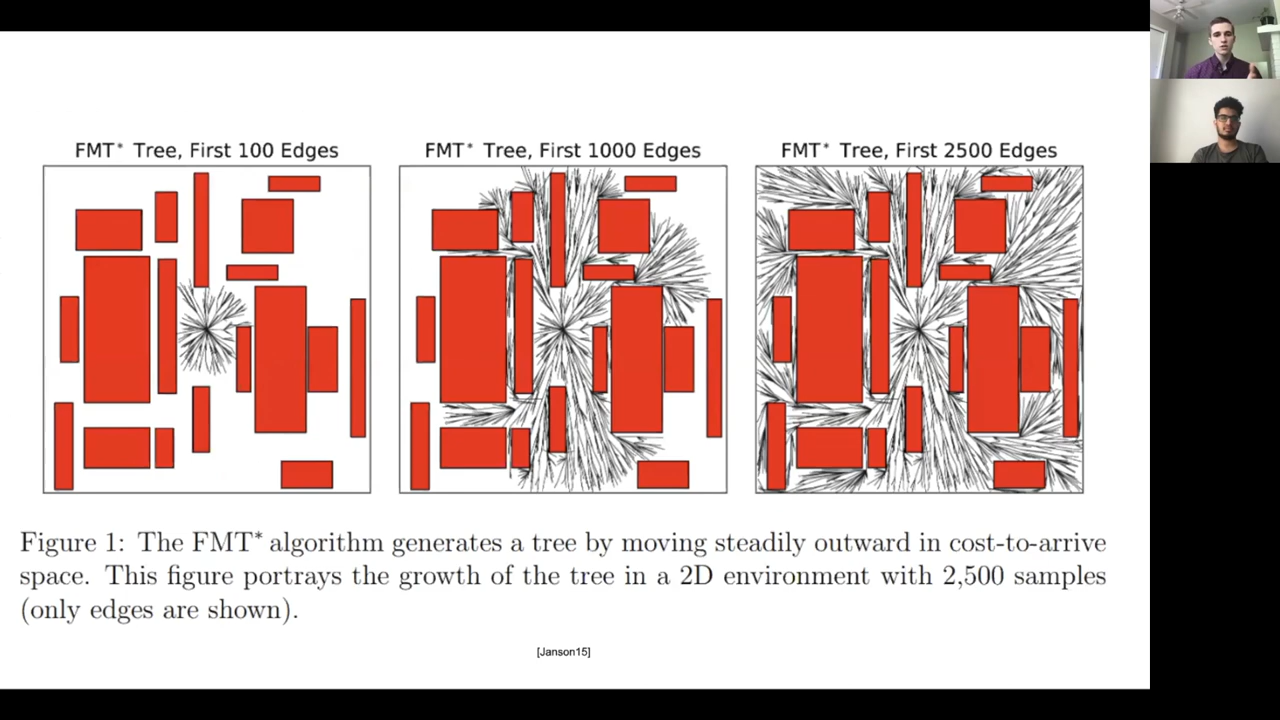 FMT* Tree, First 100 Edges
FMT* Tree, First 1000 Edges
FMT* Tree, First 2500 Edges
Figure 1: The FMT* algorithm generates a tree by moving steadily outward in cost-to-arrive
space. This figure portrays the growth of the tree in a 2D environment with 2,500 samples
(only edges are shown).
[Janson15]